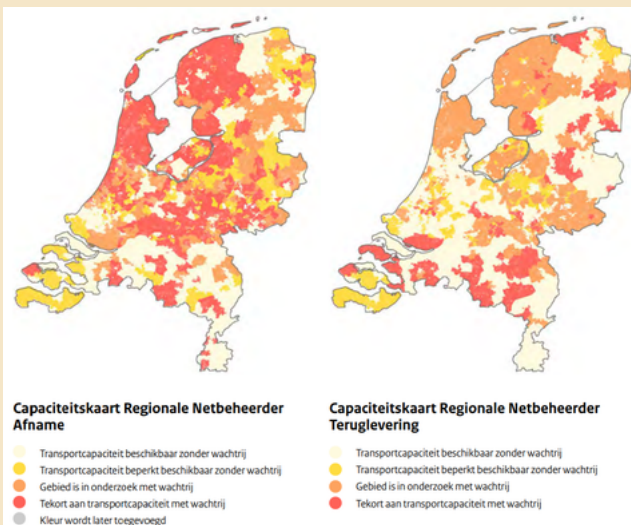 Capaciteitskaart Regionale Netbeheerder
Afname
Transportcapaciteit beschikbaar zonder wachtrij
Transportcapaciteit beperkt beschikbaar zonder wachtrij
Gebied is in onderzoek met wachtrij
Tekort aan transportcapaciteit met wachtrij
Kleur wordt later toegevoegd
Capaciteitskaart Regionale Netbeheerder
Teruglevering
Transportcapaciteit beschikbaar zonder wachtrij
Transportcapaciteit beperkt beschikbaar zonder wachtrij
Gebied is in onderzoek met wachtrij
Tekort aan transportcapaciteit met wachtrij